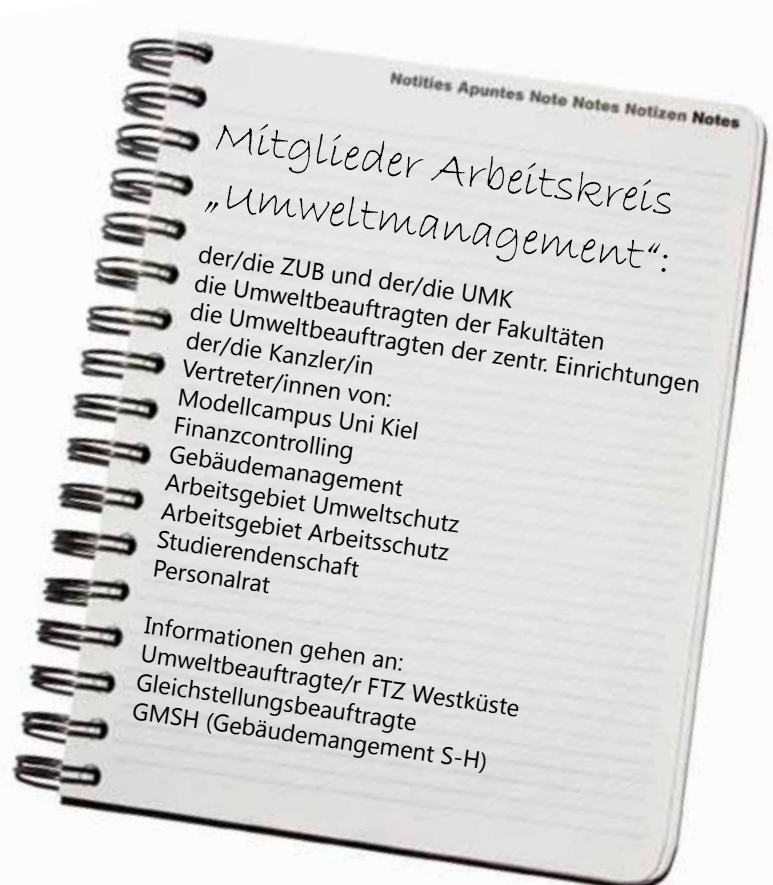 Notities Apuntes Note Notes Notizen Notes
Mitglieder Arbeitskreis
„Umweltmanagement“:
der/die ZUB und der/die UMK
die Umweltbeauftragten der Fakultäten
die Umweltbeauftragten der zentr. Einrichtungen
der/die Kanzler/in
Vertreter/innen von:
Modellcampus Uni Kiel
Finanzcontrolling
Gebäudemanagement
Arbeitsgebiet Umweltschutz
Arbeitsgebiet Arbeitsschutz
Studierendenschaft
Personalrat
Informationen gehen an:
Umweltbeauftragte/r FTZ Westküste
Gleichstellungsbeauftragte
GMSH (Gebäudemangement S-H)